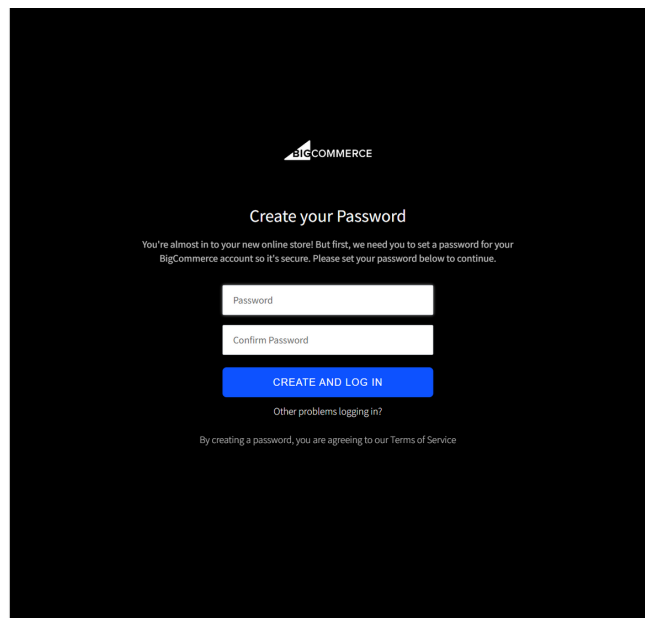 BIGCOMMERCE
Create your Password
You're almost in to your new online store! But first, we need you to set a password for your
BigCommerce account so it's secure. Please set your password below to continue.
Password
Confirm Password
CREATE AND LOG IN
Other problems logging in?
By creating a password, you are agreeing to our Terms of Service